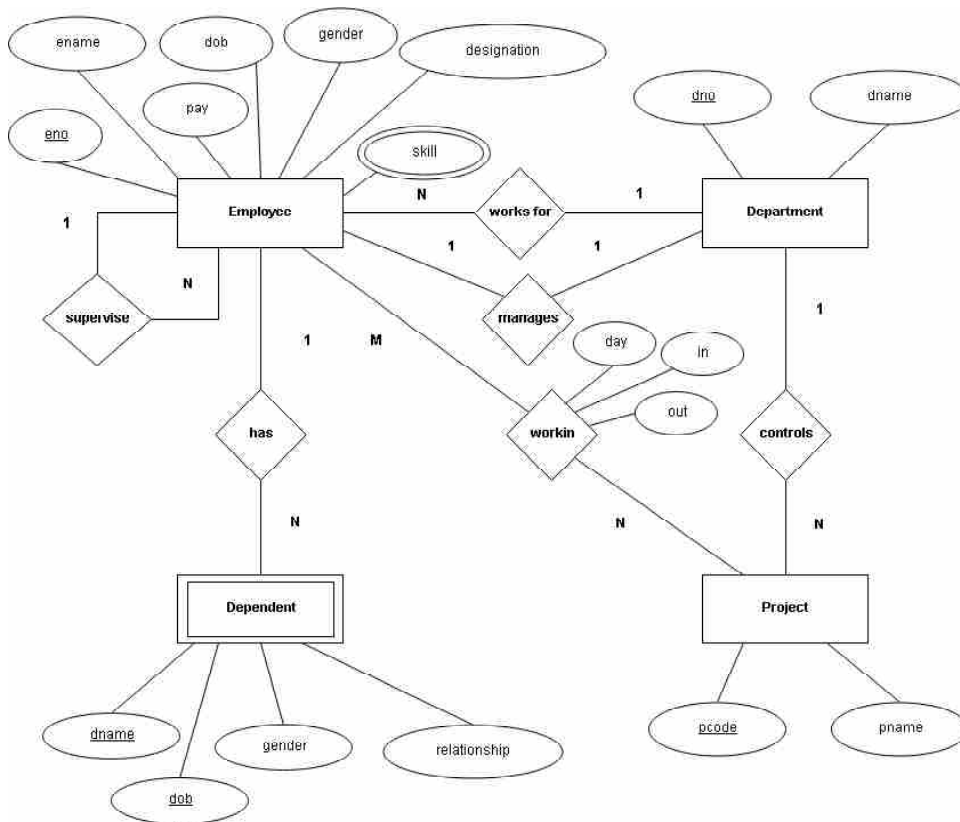 ename
dob
gender
designation
eno
pay
skill
dno
dname
Employee
N
works for
1
Department
1
1
1
N
supervise
manages
1
1
M
day
in
out
workin
has
controls
N
N
N
Dependent
Project
dname
gender
relationship
dob
pcode
pname